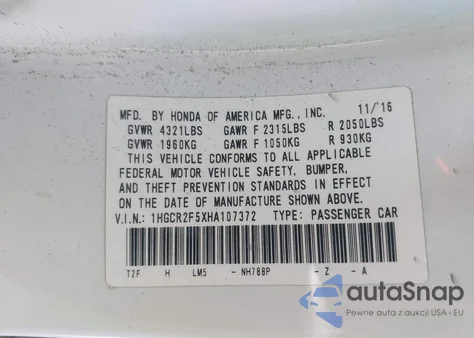 MFD. BY HONDA OF AMERICA MFG., INC. 11/'16
GVWR 4321LBS GAWR F 2315LBS R 2050LBS
GVWR 1960KG GAWR F 1050KG R 930KG
THIS VEHICLE CONFORMS TO ALL APPLICABLE
FEDERAL MOTOR VEHICLE SAFETY, BUMPER,
AND THEFT PREVENTION STANDARDS IN EFFECT
ON THE DATE OF MANUFACTURE SHOWN ABOVE.
V.I.N.: 1HGCR2F5XHA107372 TYPE: PASSENGER CAR
T2F H LM5 - NH788P - Z - A
autoSnap
Pewne auta z aukcji USA i EU